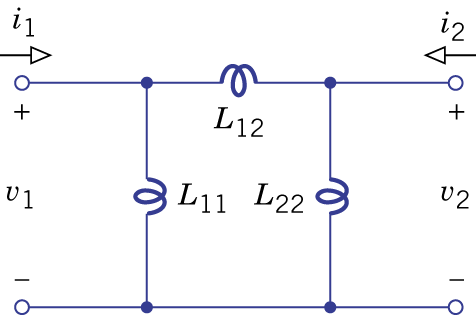 i1 i2
+ L12 +
v1 L11 L22 v2
− −